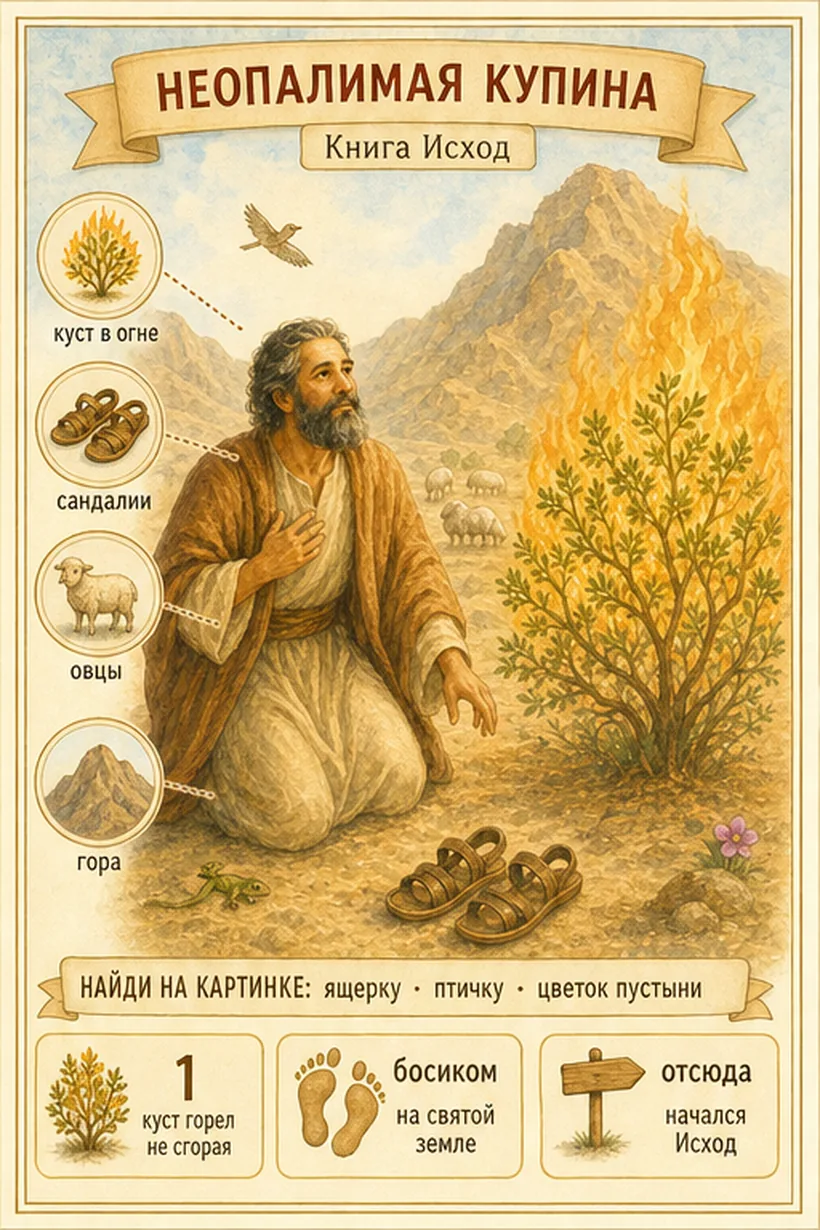 НЕОПАЛИМАЯ КУПИНА
Книга Исход
куст в огне
сандалии
овцы
гора
НАЙДИ НА КАРТИНКЕ: ящерку · птичку · цветок пустыни
1
куст горел
не сгорая
босиком
на святой
земле
отсюда
начался
Исход